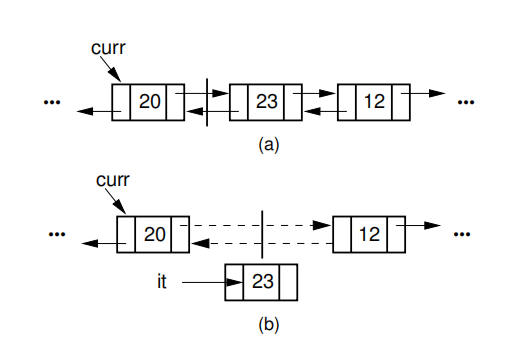 curr
... 20 23 12 ...
(a)
curr
... 20 12 ...
it 23
(b)